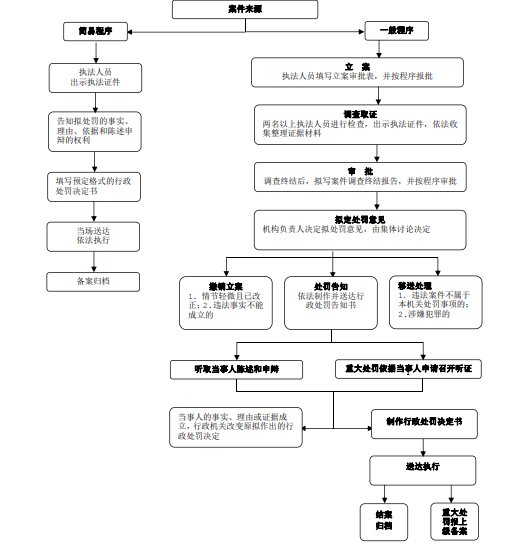 案件来源
简易程序
一般程序
执法人员
出示执法证件
告知拟处罚的事实、
理由、依据和陈述申
辩的权利
填写预定格式的行政
处罚决定书
当场送达
依法执行
备案归档
立 案
执法人员填写立案审批表，并按程序报批
调查取证
两名以上执法人员进行检查，出示执法证件，依法收
集整理证据材料
审 批
调查终结后，拟写案件调查终结报告，并按程序审批
拟定处罚意见
机构负责人决定拟处罚意见，由集体讨论决定
撤销立案
1．情节轻微且已改
正；2.违法事实不能
成立的
处罚告知
依法制作并送达行
政处罚告知书
移送处理
1．违法案件不属于
本机关处罚事项的；
2.涉嫌犯罪的
听取当事人陈述和申辩
重大处罚依据当事人申请召开听证
当事人的事实、理由或证据成
立，行政机关改变原拟作出的行
政处罚决定
制作行政处罚决定书
送达执行
结案
归档
重大处
罚报上
级备案